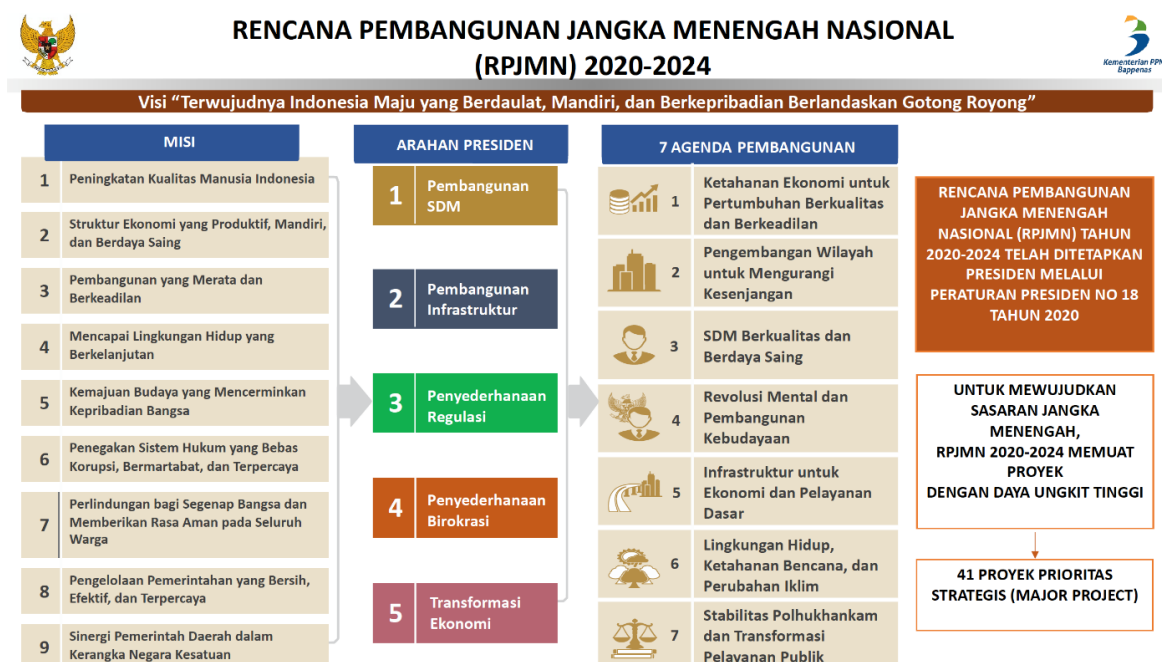 RENCANA PEMBANGUNAN JANGKA MENENGAH NASIONAL
(RPJMN) 2020-2024
Kementerian PPN
Bappenas
Visi “Terwujudnya Indonesia Maju yang Berdaulat, Mandiri, dan Berkepribadian Berlandaskan Gotong Royong”
MISI
1
Peningkatan Kualitas Manusia Indonesia
2
Struktur Ekonomi yang Produktif, Mandiri,
dan Berdaya Saing
3
Pembangunan yang Merata dan
Berkeadilan
4
Mencapai Lingkungan Hidup yang
Berkelanjutan
5
Kemajuan Budaya yang Mencerminkan
Kepribadian Bangsa
6
Penegakan Sistem Hukum yang Bebas
Korupsi, Bermartabat, dan Terpercaya
7
Perlindungan bagi Segenap Bangsa dan
Memberikan Rasa Aman pada Seluruh
Warga
8
Pengelolaan Pemerintahan yang Bersih,
Efektif, dan Terpercaya
9
Sinergi Pemerintah Daerah dalam
Kerangka Negara Kesatuan
ARAHAN PRESIDEN
1
Pembangunan
SDM
2
Pembangunan
Infrastruktur
3
Penyederhanaan
Regulasi
4
Penyederhanaan
Birokrasi
5
Transformasi
Ekonomi
7 AGENDA PEMBANGUNAN
1
Ketahanan Ekonomi untuk
Pertumbuhan Berkualitas
dan Berkeadilan
2
Pengembangan Wilayah
untuk Mengurangi
Kesenjangan
3
SDM Berkualitas dan
Berdaya Saing
4
Revolusi Mental dan
Pembangunan
Kebudayaan
5
Infrastruktur untuk
Ekonomi dan Pelayanan
Dasar
6
Lingkungan Hidup,
Ketahanan Bencana, dan
Perubahan Iklim
7
Stabilitas Polhukhankam
dan Transformasi
Pelayanan Publik
RENCANA PEMBANGUNAN
JANGKA MENENGAH
NASIONAL (RPJMN) TAHUN
2020-2024 TELAH DITETAPKAN
PRESIDEN MELALUI
PERATURAN PRESIDEN NO 18
TAHUN 2020
UNTUK MEWUJUDKAN
SASARAN JANGKA
MENENGAH,
RPJMN 2020-2024 MEMUAT
PROYEK
DENGAN DAYA UNGKIT TINGGI
41 PROYEK PRIORITAS
STRATEGIS (MAJOR PROJECT)